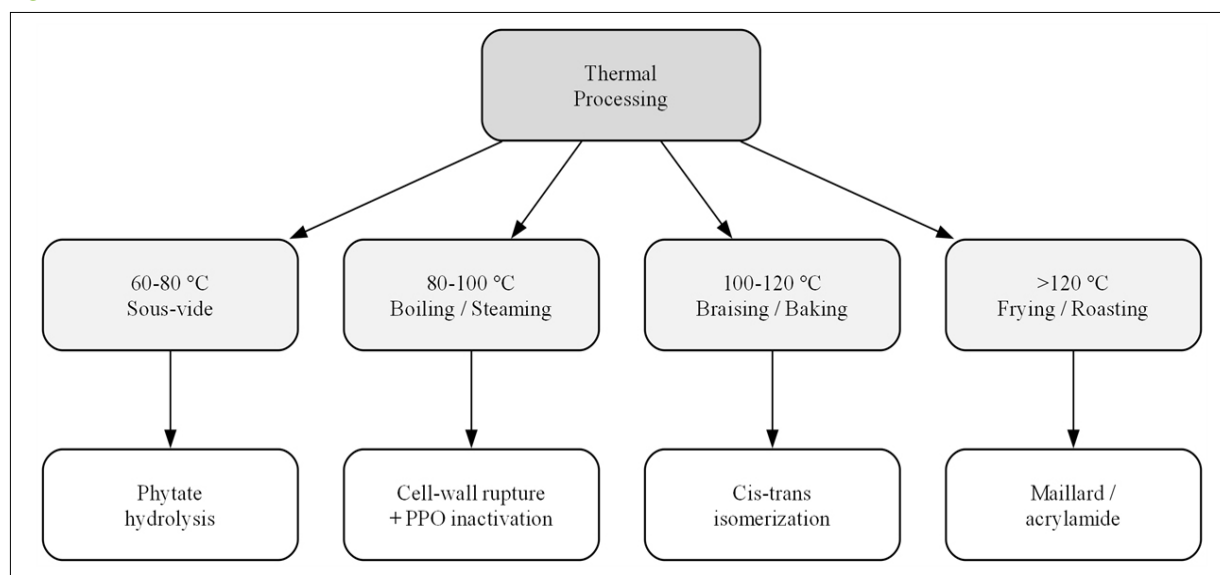 Thermal
Processing
60-80 °C
Sous-vide
80-100 °C
Boiling / Steaming
100-120 °C
Braising / Baking
>120 °C
Frying / Roasting
Phytate
hydrolysis
Cell-wall rupture
+ PPO inactivation
Cis-trans
isomerization
Maillard /
acrylamide